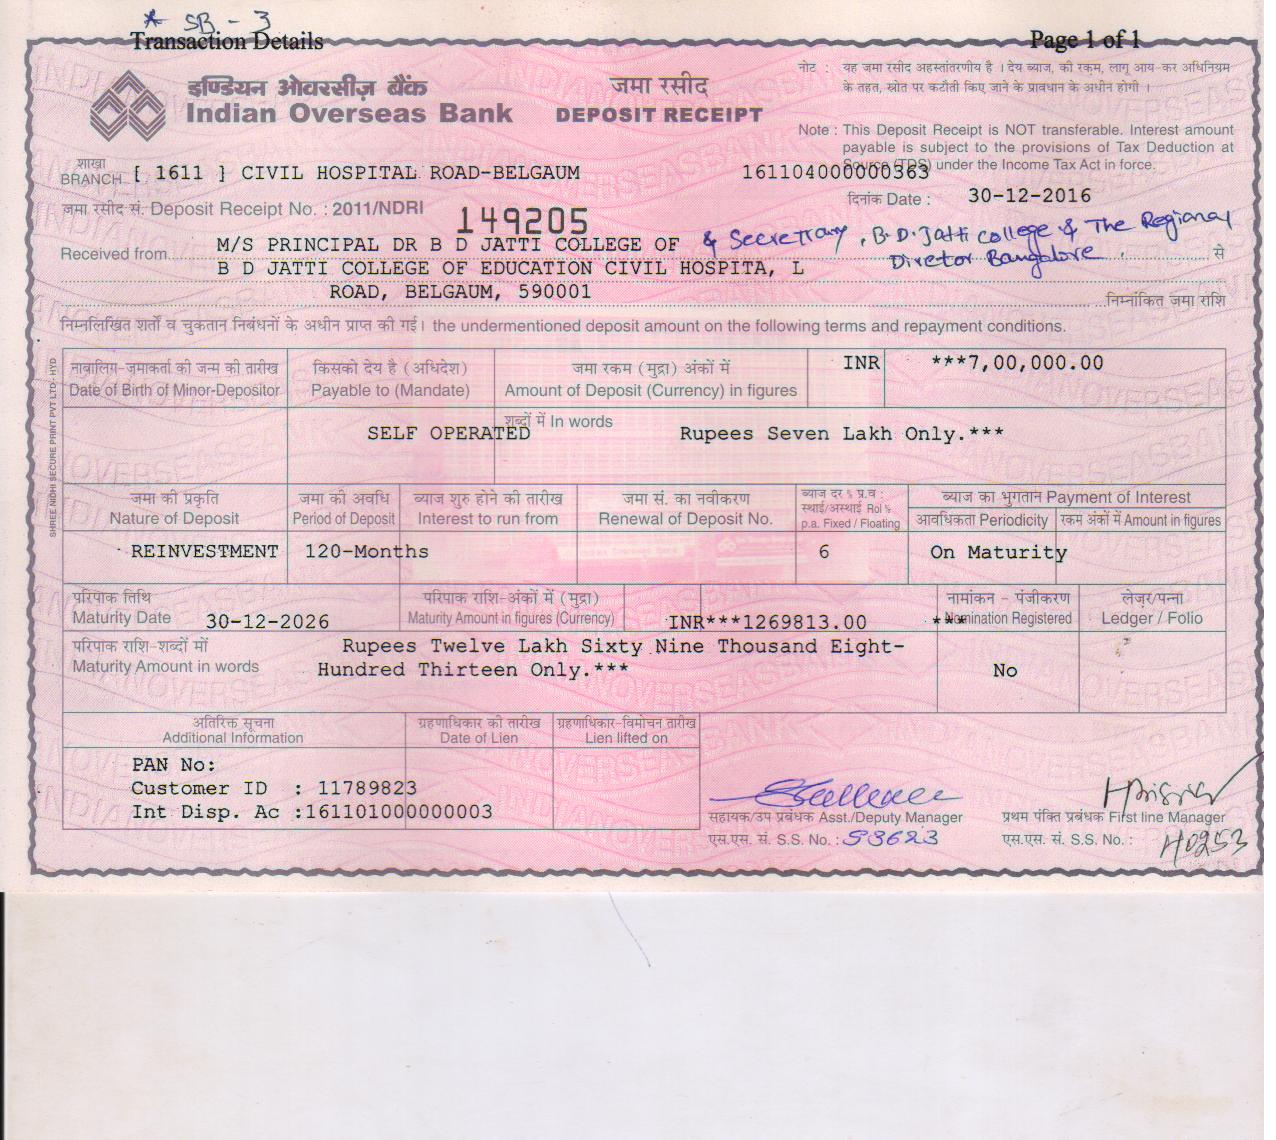 * SB - 3
Transaction Details
Page 1 of 1
इण्डियन ओवरसीज़ बैंक
Indian Overseas Bank
जमा रसीद
DEPOSIT RECEIPT
नोट : यह जमा रसीद अहस्तांतरणीय है । देय ब्याज, की रकम, लागू आय-कर अधिनियम
के तहत, स्रोत पर कटौती किए जाने के प्रावधान के अधीन होगी ।
Note : This Deposit Receipt is NOT transferable. Interest amount
payable is subject to the provisions of Tax Deduction at
Source (TDS) under the Income Tax Act in force.
शाखा
BRANCH [ 1611 ] CIVIL HOSPITAL ROAD-BELGAUM
161104000000363
दिनांक Date : 30-12-2016
जमा रसीद सं. Deposit Receipt No. : 2011/NDRI 149205
Received from M/S PRINCIPAL DR B D JATTI COLLEGE OF & Secrettary, B.D.Jatti college & The Regional
Diretor Bangalore
B D JATTI COLLEGE OF EDUCATION CIVIL HOSPITA, L से
ROAD, BELGAUM, 590001 निम्नांकित जमा राशि
निम्नलिखित शर्तों व चुकतान निबंधनों के अधीन प्राप्त की गई। the undermentioned deposit amount on the following terms and repayment conditions.
SHREE NIDHI SECURE PRINT PVT LTD - HYD
नाबालिग-जमाकर्ता की जन्म की तारीख
Date of Birth of Minor-Depositor
किसको देय है (अधिदेश)
Payable to (Mandate)
जमा रकम (मुद्रा) अंकों में
Amount of Deposit (Currency) in figures
INR ***7,00,000.00
SELF OPERATED
शब्दों में In words
Rupees Seven Lakh Only.***
जमा की प्रकृति
Nature of Deposit
जमा की अवधि
Period of Deposit
ब्याज शुरु होने की तारीख
Interest to run from
जमा सं. का नवीकरण
Renewal of Deposit No.
ब्याज दर % प्र.व :
स्थाई/अस्थाई RoI %
p.a. Fixed / Floating
ब्याज का भुगतान Payment of Interest
आवधिकता Periodicity
रकम अंकों में Amount in figures
REINVESTMENT 120-Months 6 On Maturity
परिपाक तिथि
Maturity Date 30-12-2026
परिपाक राशि-अंकों में (मुद्रा)
Maturity Amount in figures (Currency)
INR***1269813.00
नामांकन - पंजीकरण
Nomination Registered
***
लेज़र/पन्ना
Ledger / Folio
परिपाक राशि-शब्दों मों
Maturity Amount in words
Rupees Twelve Lakh Sixty Nine Thousand Eight-
Hundred Thirteen Only.***
No
अतिरिक्त सूचना
Additional Information
ग्रहणाधिकार की तारीख
Date of Lien
ग्रहणाधिकार-विमोचन तारीख
Lien lifted on
PAN No:
Customer ID : 11789823
Int Disp. Ac :161101000000003
सहायक/उप प्रबंधक Asst./Deputy Manager
एस.एस. सं. S.S. No. : 53623
प्रथम पंक्ति प्रबंधक First line Manager
एस.एस. सं. S.S. No. : 40253